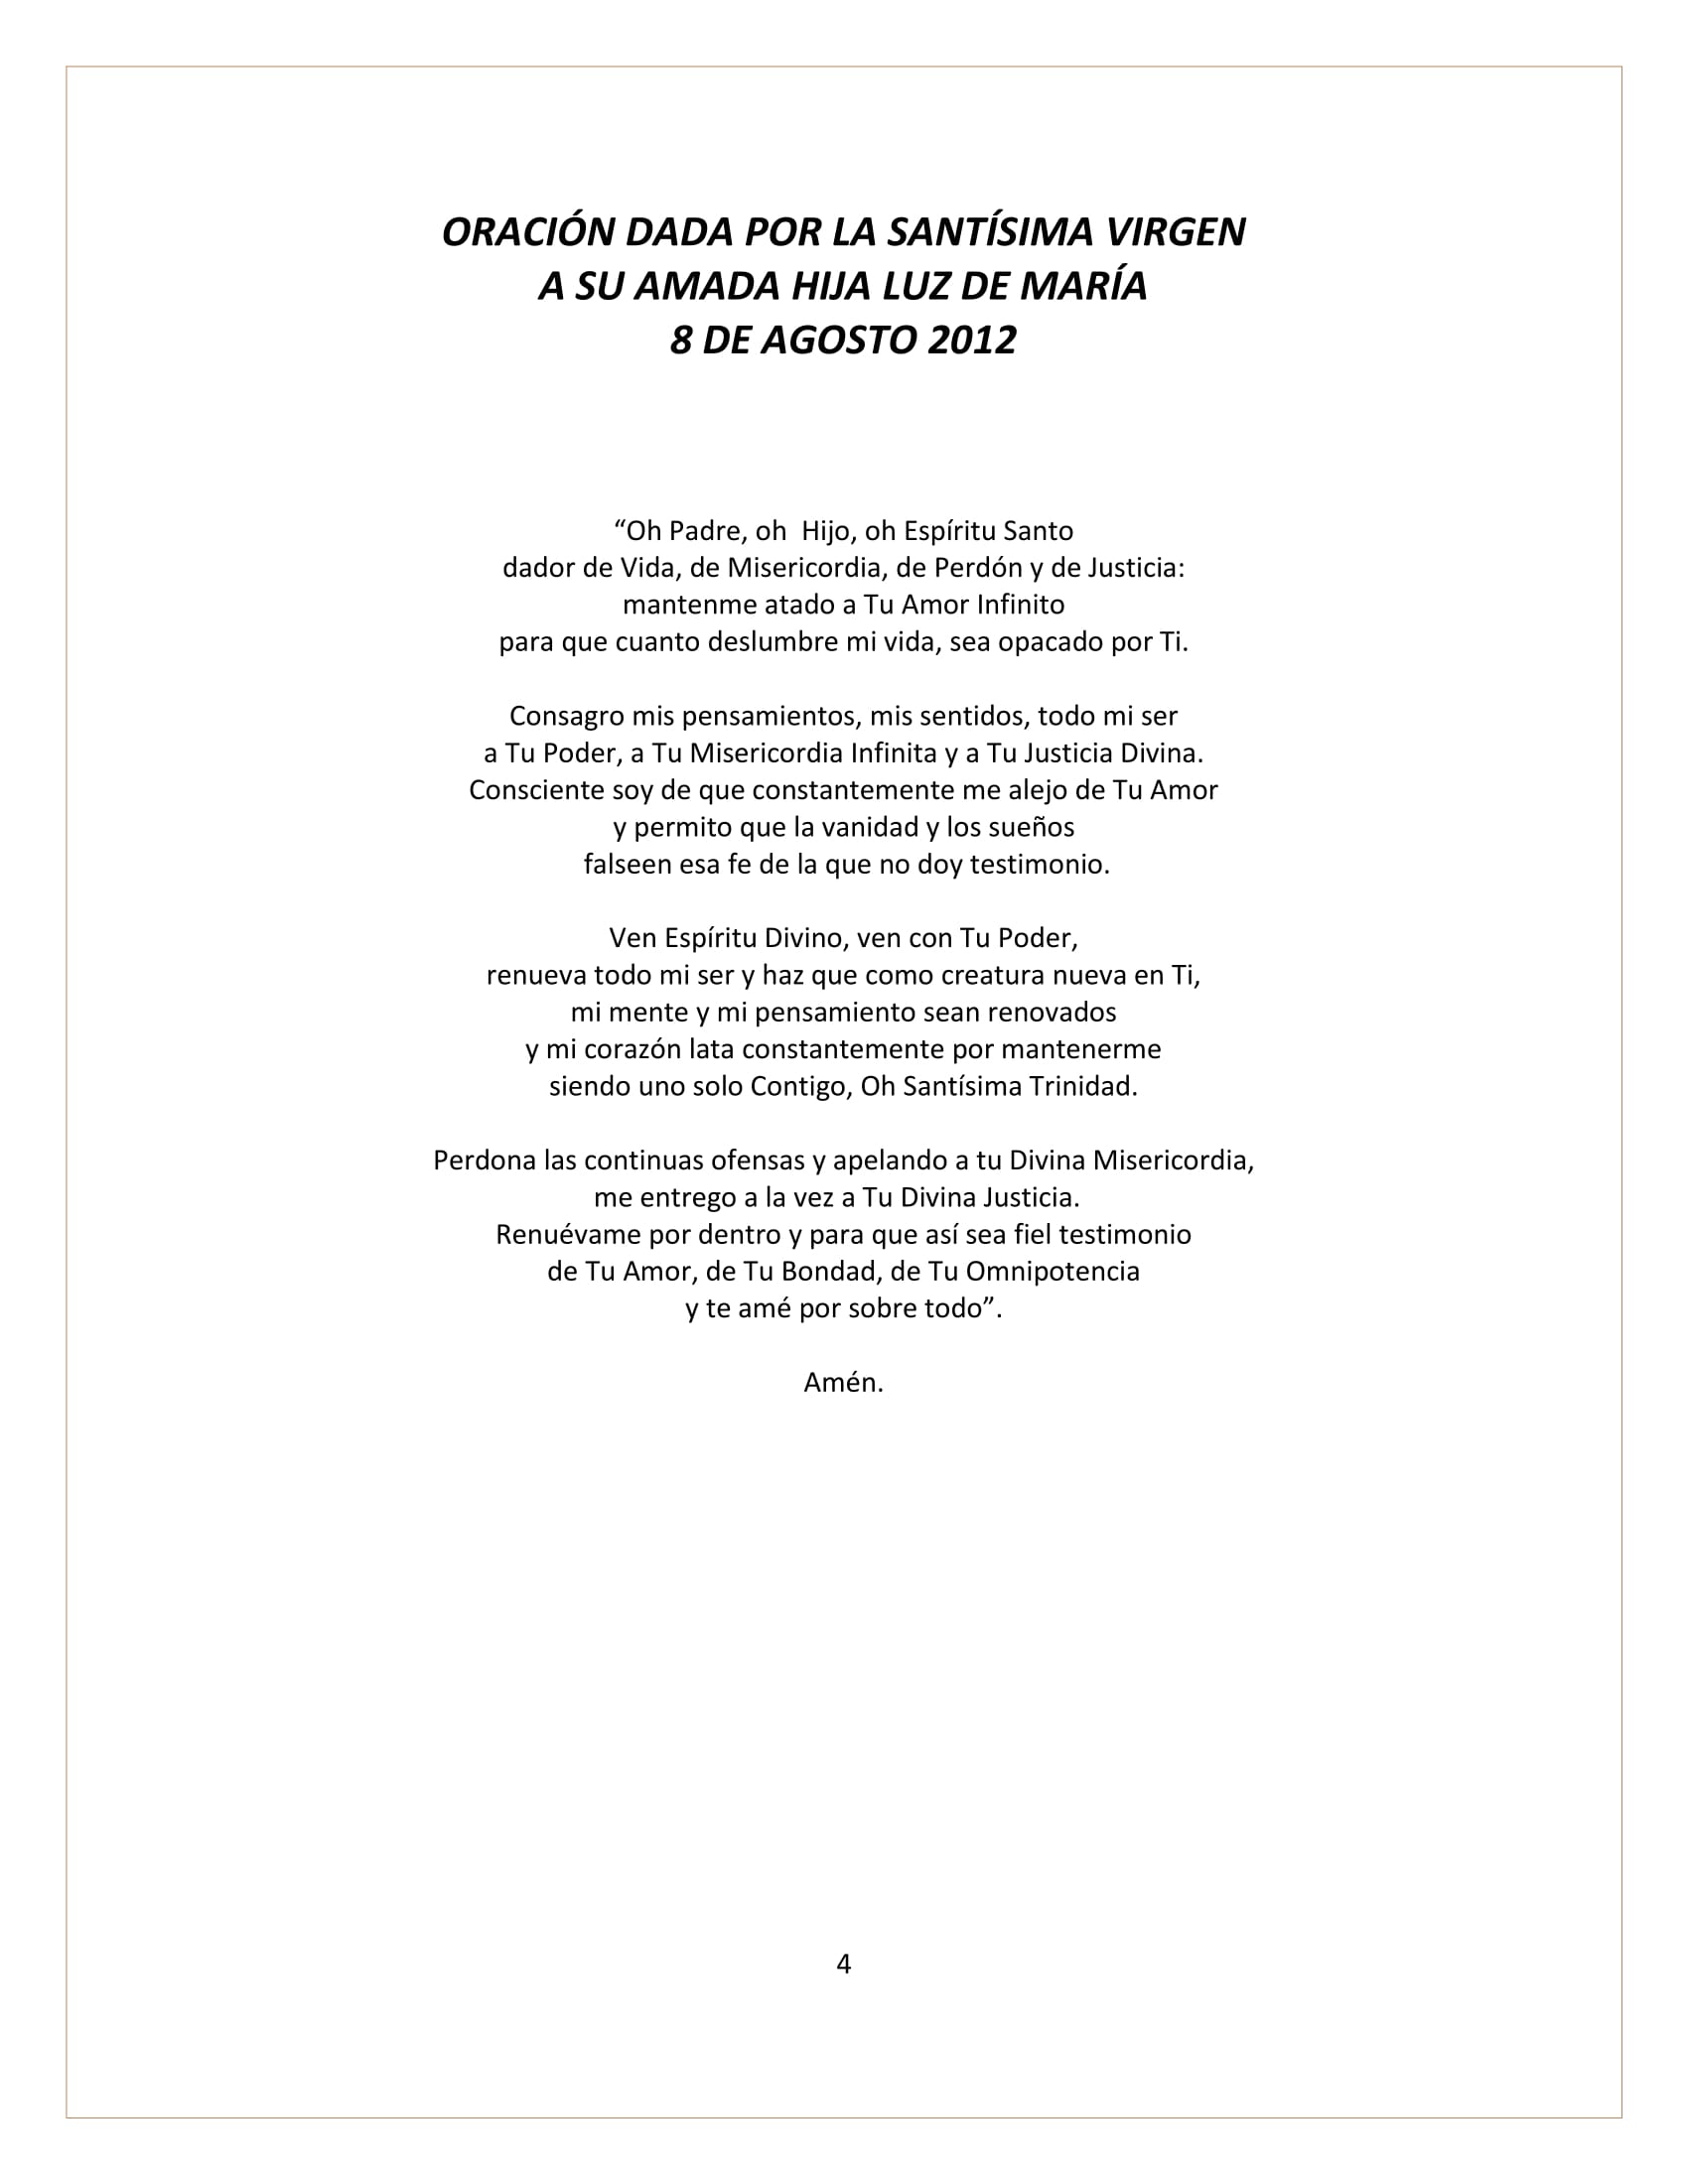 ORACIÓN DADA POR LA SANTÍSIMA VIRGEN
A SU AMADA HIJA LUZ DE MARÍA
8 DE AGOSTO 2012
“Oh Padre, oh  Hijo, oh Espíritu Santo
dador de Vida, de Misericordia, de Perdón y de Justicia:
mantenme atado a Tu Amor Infinito
para que cuanto deslumbre mi vida, sea opacado por Ti.
Consagro mis pensamientos, mis sentidos, todo mi ser
a Tu Poder, a Tu Misericordia Infinita y a Tu Justicia Divina.
Consciente soy de que constantemente me alejo de Tu Amor
y permito que la vanidad y los sueños
falseen esa fe de la que no doy testimonio.
Ven Espíritu Divino, ven con Tu Poder,
renueva todo mi ser y haz que como creatura nueva en Ti,
mi mente y mi pensamiento sean renovados
y mi corazón lata constantemente por mantenerme
siendo uno solo Contigo, Oh Santísima Trinidad.
Perdona las continuas ofensas y apelando a tu Divina Misericordia,
me entrego a la vez a Tu Divina Justicia.
Renuévame por dentro y para que así sea fiel testimonio
de Tu Amor, de Tu Bondad, de Tu Omnipotencia
y te amé por sobre todo”.
Amén.
4